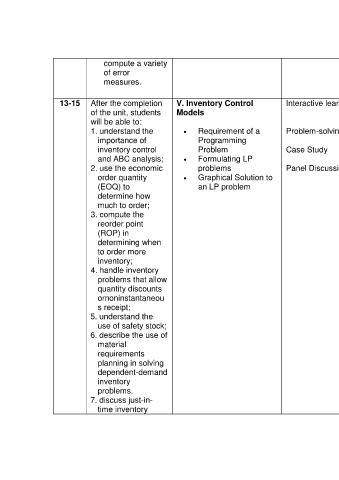 compute a variety
of error
measures.
13-15
After the completion
of the unit, students
will be able to:
1. understand the
importance of
inventory control
and ABC analysis;
2. use the economic
order quantity
(EOQ) to
determine how
much to order;
3. compute the
reorder point
(ROP) in
determining when
to order more
inventory;
4. handle inventory
problems that allow
quantity discounts
ornoninstantaneou
s receipt;
5. understand the
use of safety stock;
6. describe the use of
material
requirements
planning in solving
dependent-demand
inventory
problems.
7. discuss just-in-
time inventory
V. Inventory Control
Models
• Requirement of a
Programming
Problem
• Formulating LP
problems
• Graphical Solution to
an LP problem
Interactive lear
Problem-solvin
Case Study
Panel Discussi